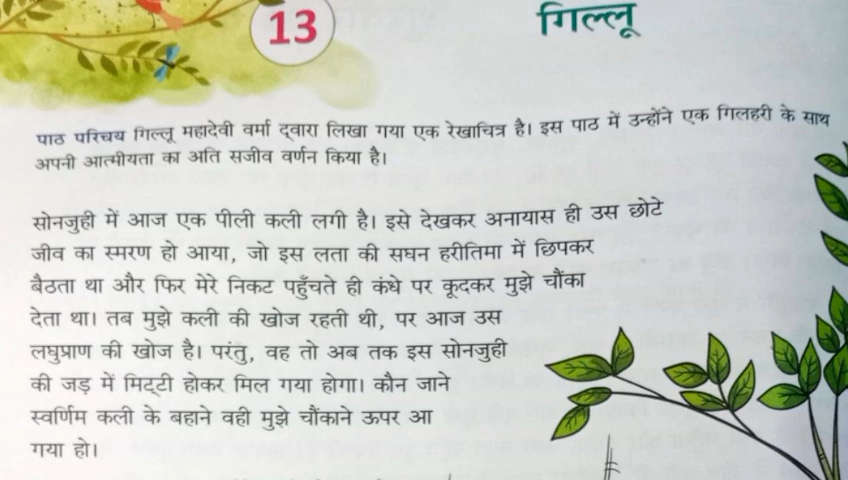 13
गिल्लू
पाठ परिचय गिल्लू महादेवी वर्मा द्वारा लिखा गया एक रेखाचित्र है। इस पाठ में उन्होंने एक गिलहरी के साथ
अपनी आत्मीयता का अति सजीव वर्णन किया है।
सोनजुही में आज एक पीली कली लगी है। इसे देखकर अनायास ही उस छोटे
जीव का स्मरण हो आया, जो इस लता की सघन हरीतिमा में छिपकर
बैठता था और फिर मेरे निकट पहुँचते ही कंधे पर कूदकर मुझे चौंका
देता था। तब मुझे कली की खोज रहती थी, पर आज उस
लघुप्राण की खोज है। परंतु, वह तो अब तक इस सोनजुही
की जड़ में मिट्टी होकर मिल गया होगा। कौन जाने
स्वर्णिम कली के बहाने वही मुझे चौंकाने ऊपर आ
गया हो।